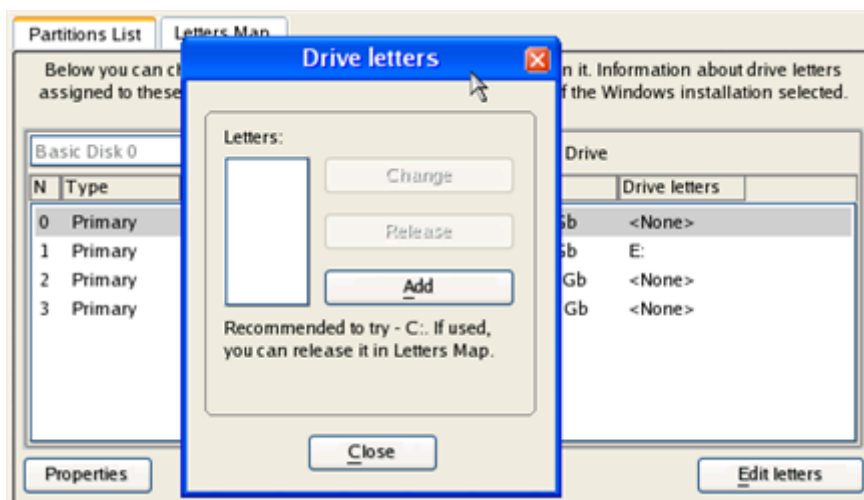 Partitions List
Letters Map
Drive letters
Below you can
n it. Information about drive letters
assigned to these
f the Windows installation selected.
Letters:
Basic Disk 0
Drive
Change
N Type
Drive letters
0 Primary
Gb <None>
Release
1 Primary
Gb E:
2 Primary
Gb <None>
Add
3 Primary
Gb <None>
Recommended to try - C:. If used,
you can release it in Letters Map.
Close
Properties
Edit letters